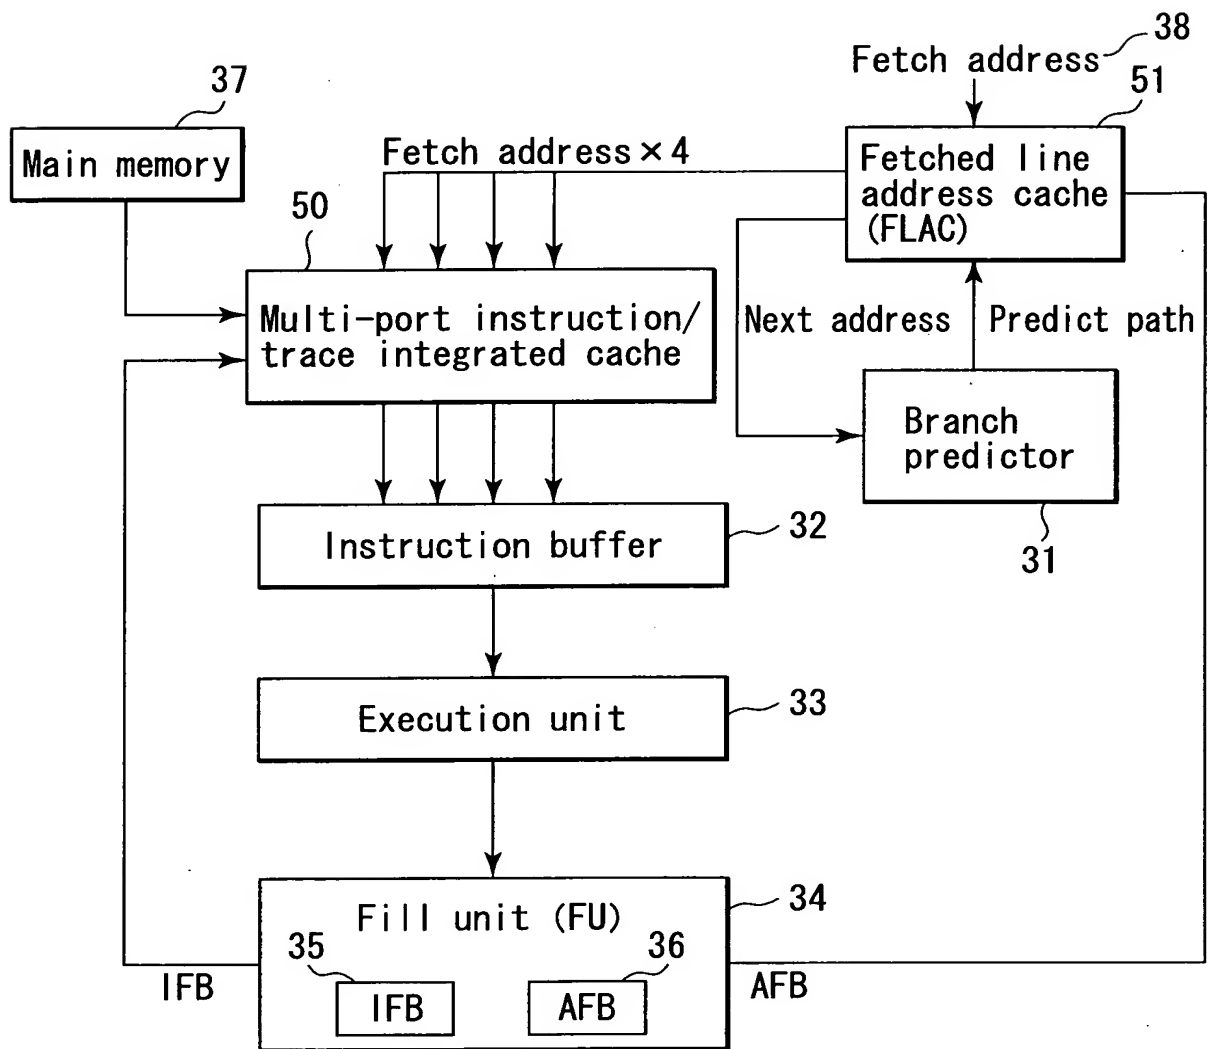 38
Fetch address
37
51
Main memory
Fetch address×4
Fetched line
address cache
(FLAC)
50
Multi-port instruction/
trace integrated cache
Next address
Predict path
Branch
predictor
31
Instruction buffer
32
Execution unit
33
Fill unit (FU)
34
35
36
IFB
AFB
IFB
AFB